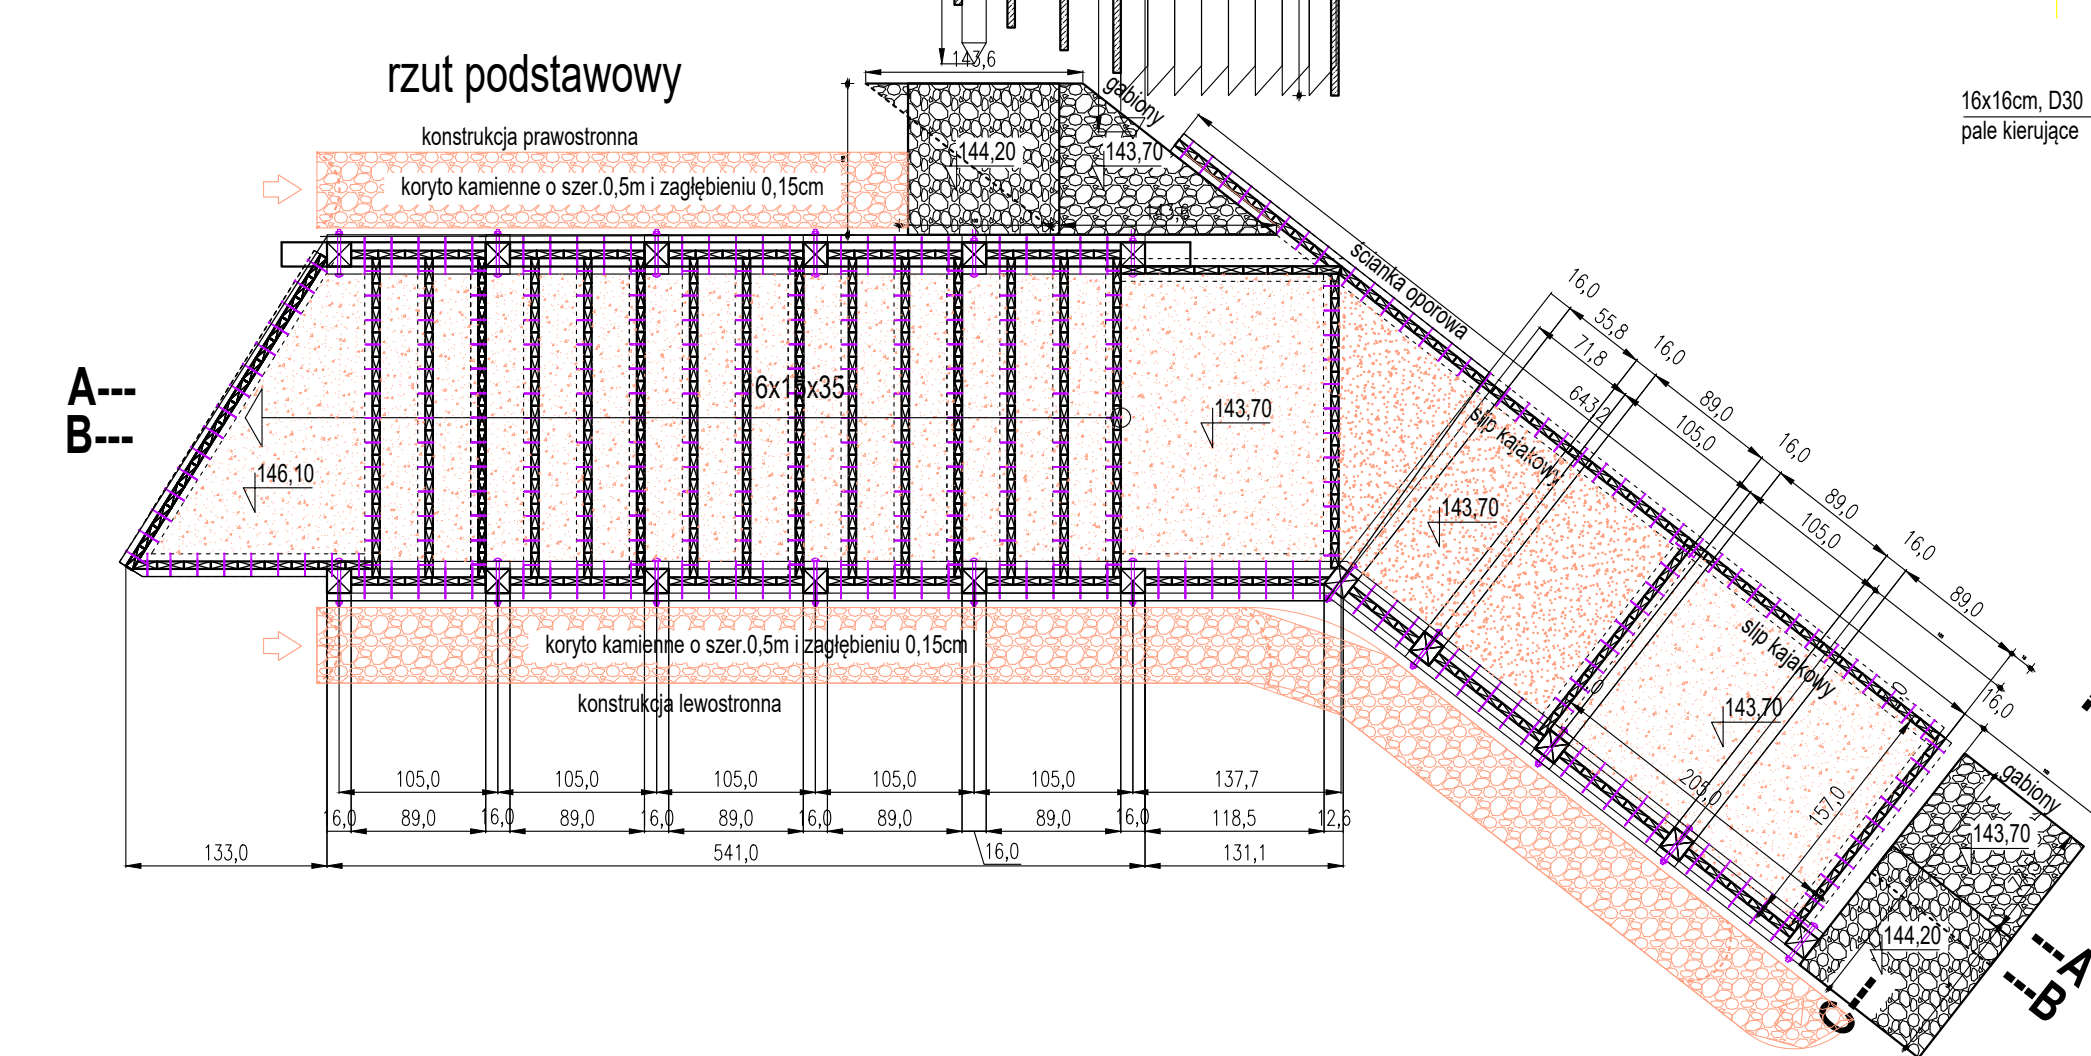 143,6
rzut podstawowy
gabiony
16x16cm, D30
pale kierujące
konstrukcja prawostronna
144,20
143,70
koryto kamienne o szer.0,5m i zagłębieniu 0,15cm
ścianka oporowa
16,0
55,8
71,8
16,0
643,2
89,0
105,0
16,0
89,0
105,0
16,0
89,0
16,0
A---
B---
143,70
146,10
slip kajakowy
143,70
slip kajakowy
143,70
205,0
157,0
koryto kamienne o szer.0,5m i zagłębieniu 0,15cm
konstrukcja lewostronna
105,0 105,0 105,0 105,0 105,0 137,7
16,0 89,0 16,0 89,0 16,0 89,0 16,0 89,0 89,0 16,0 118,5 12,6
133,0 541,0 16,0 131,1
gabiony
143,70
144,20
---A
---B
C---